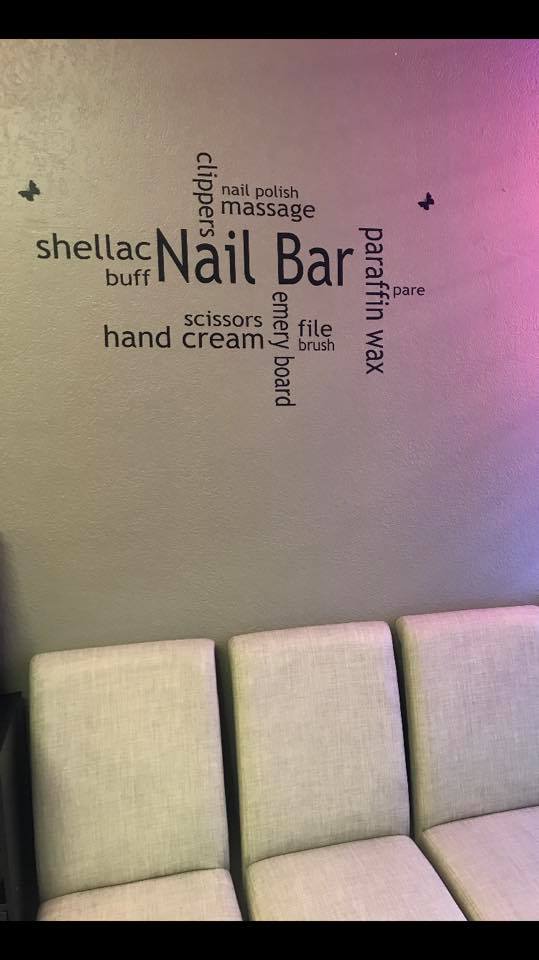 clippers
nail polish
massage
shellac
Nail Bar
buff
paraffin wax
pare
emery board
scissors
file
hand cream
brush